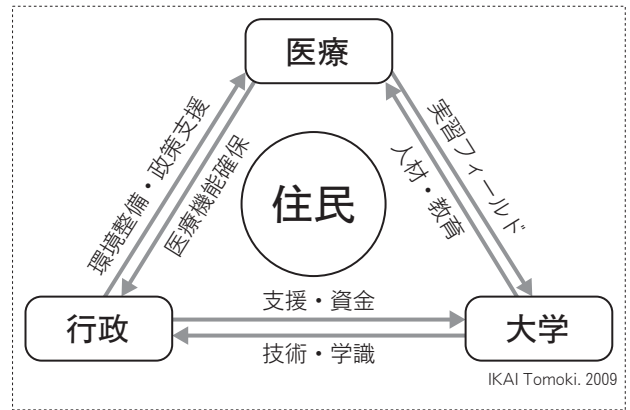 医療
環境整備・政策支援
医療機能確保
実習フィールド
人材・教育
住民
行政
支援・資金
技術・学識
大学
IKAI Tomoki. 2009